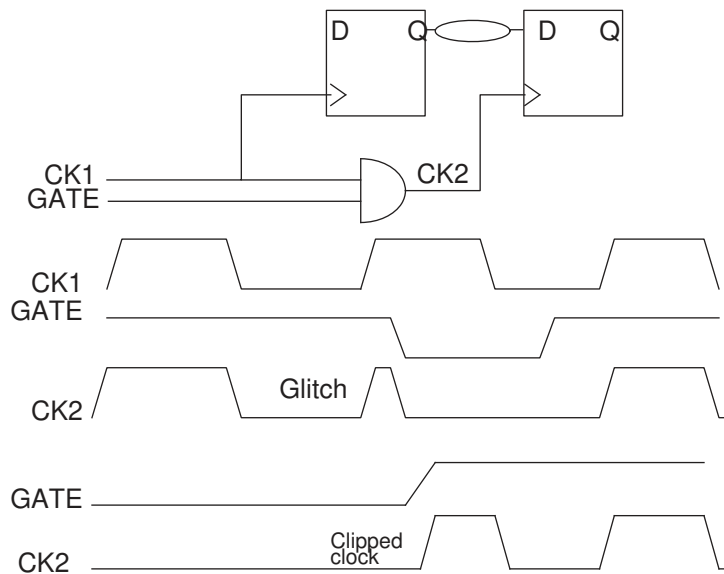 D Q D Q
CK1 CK2
GATE
CK1
GATE
Glitch
CK2
GATE
Clipped
clock
CK2